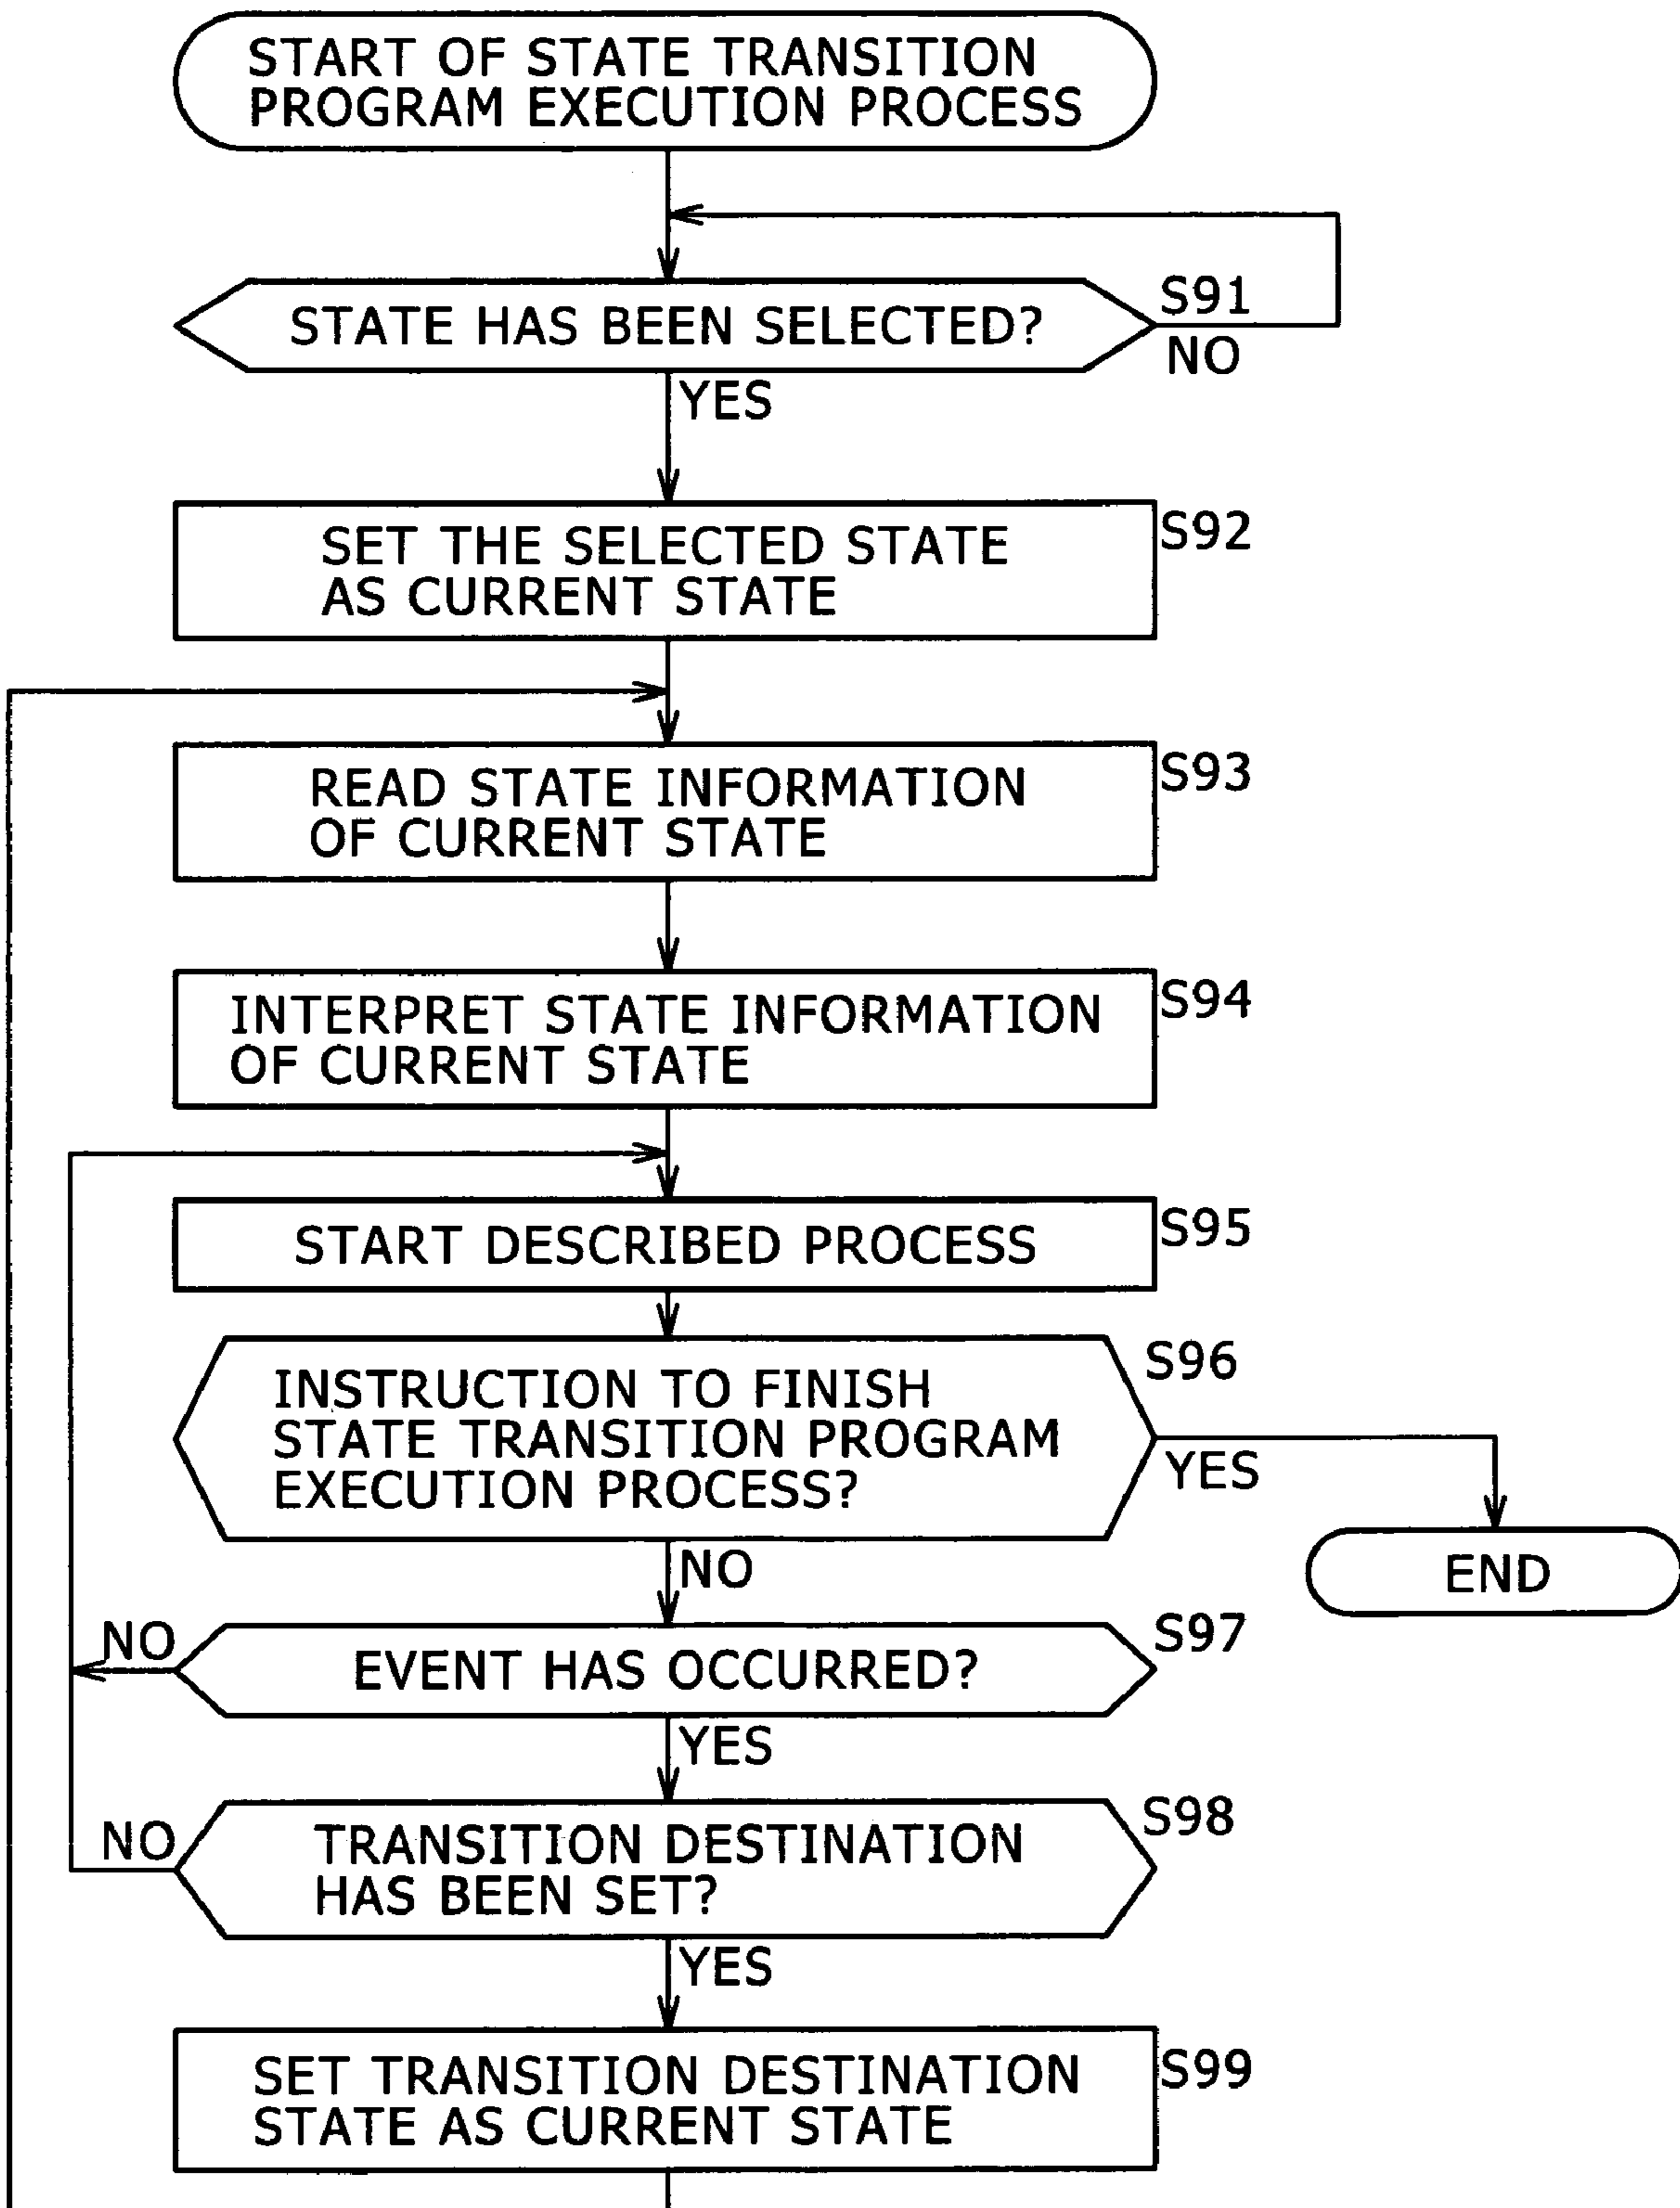 START OF STATE TRANSITION
PROGRAM EXECUTION PROCESS
STATE HAS BEEN SELECTED?
S91
NO
YES
SET THE SELECTED STATE
AS CURRENT STATE
S92
READ STATE INFORMATION
OF CURRENT STATE
S93
INTERPRET STATE INFORMATION
OF CURRENT STATE
S94
START DESCRIBED PROCESS
S95
INSTRUCTION TO FINISH
STATE TRANSITION PROGRAM
EXECUTION PROCESS?
S96
YES
END
NO
EVENT HAS OCCURRED?
S97
NO
YES
TRANSITION DESTINATION
HAS BEEN SET?
S98
NO
YES
SET TRANSITION DESTINATION
STATE AS CURRENT STATE
S99